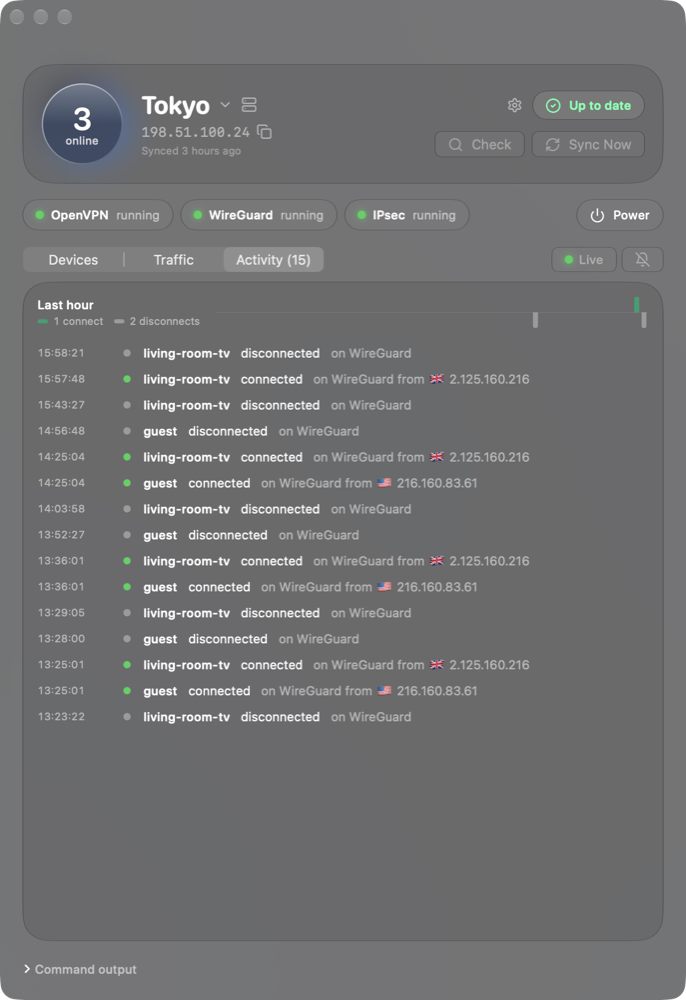 3
online
Tokyo
198.51.100.24
Synced 3 hours ago
Up to date
Check
Sync Now
OpenVPN running
WireGuard running
IPsec running
Power
Devices
Traffic
Activity (15)
Live
Last hour
1 connect 2 disconnects
15:58:21 living-room-tv disconnected on WireGuard
15:57:48 living-room-tv connected on WireGuard from 🇬🇧 2.125.160.216
15:43:27 living-room-tv disconnected on WireGuard
14:56:48 guest disconnected on WireGuard
14:25:04 living-room-tv connected on WireGuard from 🇬🇧 2.125.160.216
14:25:04 guest connected on WireGuard from 🇺🇸 216.160.83.61
14:03:58 living-room-tv disconnected on WireGuard
13:52:27 guest disconnected on WireGuard
13:36:01 living-room-tv connected on WireGuard from 🇬🇧 2.125.160.216
13:36:01 guest connected on WireGuard from 🇺🇸 216.160.83.61
13:29:05 living-room-tv disconnected on WireGuard
13:28:00 guest disconnected on WireGuard
13:25:01 living-room-tv connected on WireGuard from 🇬🇧 2.125.160.216
13:25:01 guest connected on WireGuard from 🇺🇸 216.160.83.61
13:23:22 living-room-tv disconnected on WireGuard
Command output